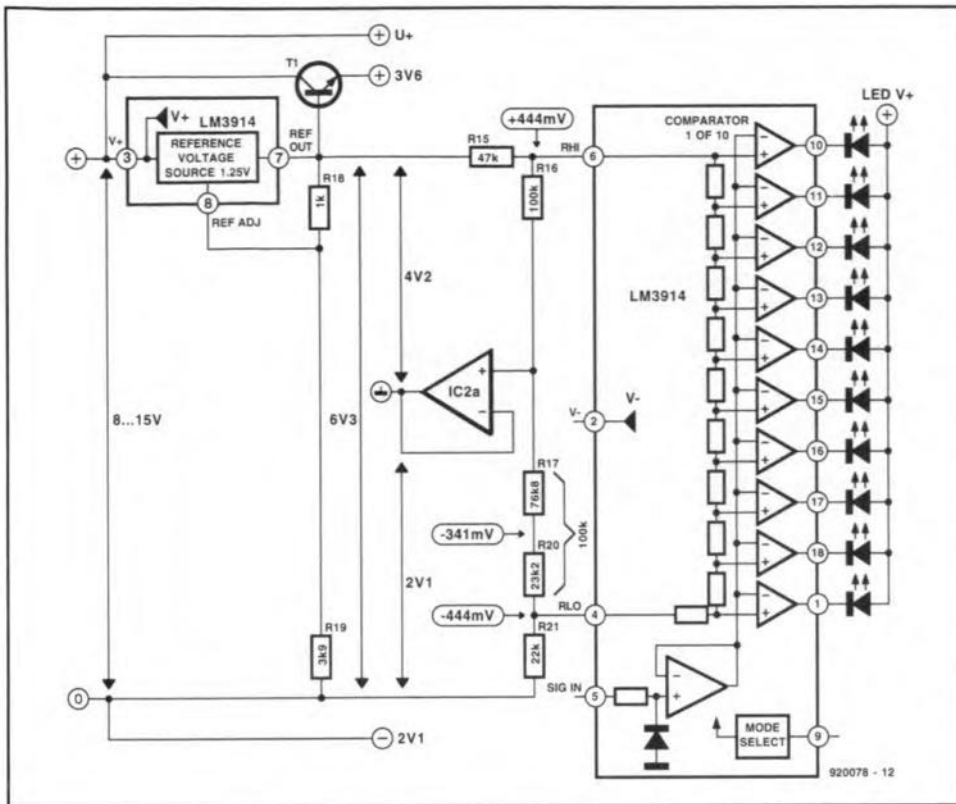 U+
T1
3V6
V+
LM3914
V+
3
REFERENCE
VOLTAGE
SOURCE 1.25V
7
REF
OUT
8
REF ADJ
R18
1k
R15
47k
+444mV
RHI
6
R16
100k
COMPARATOR
1 OF 10
LED V+
10
11
12
13
14
15
16
17
18
1
LM3914
4V2
IC2a
+
−
8...15V
6V3
V-
2
V-
R17
76k8
-341mV
R20
23k2
100k
2V1
-444mV
RLO
4
R21
22k
R19
3k9
0
SIG IN
5
2V1
MODE
SELECT
9
920078 - 12